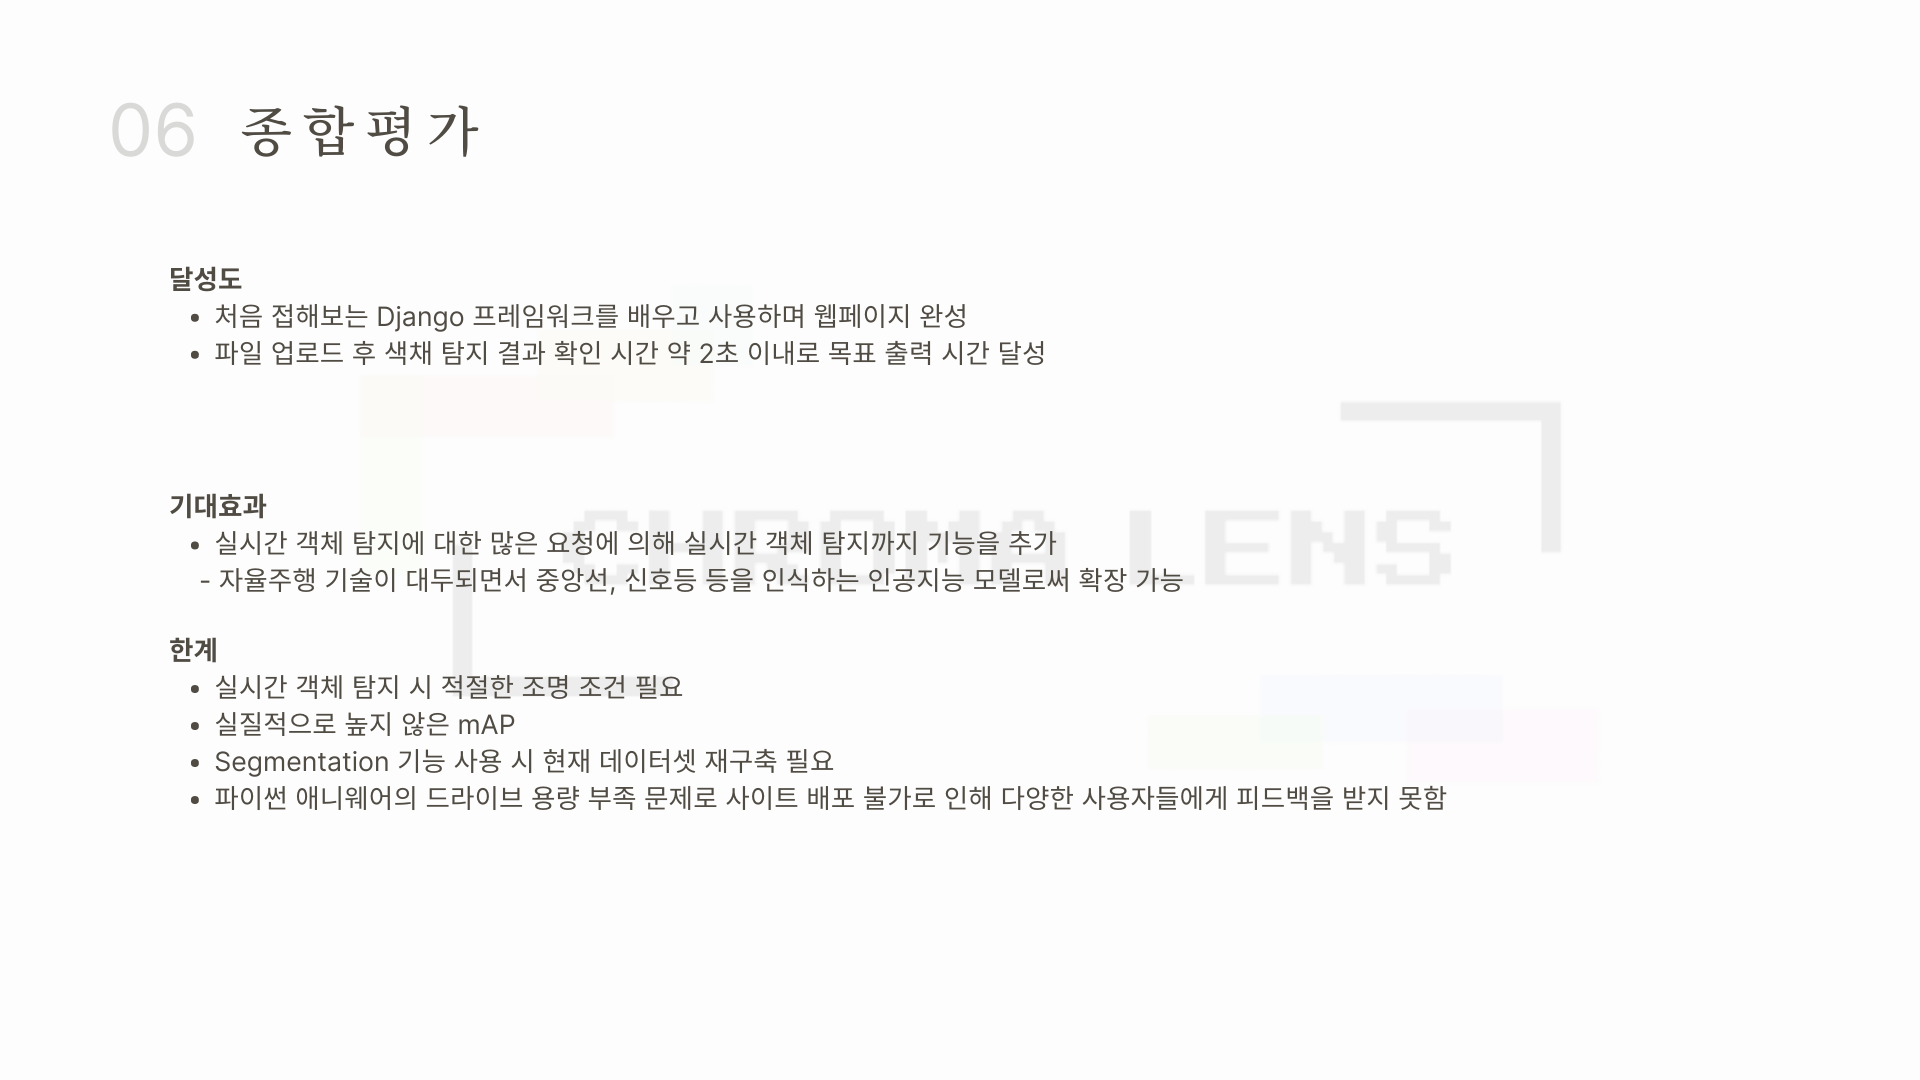 06 종합평가
달성도
• 처음 접해보는 Django 프레임워크를 배우고 사용하며 웹페이지 완성
• 파일 업로드 후 색채 탐지 결과 확인 시간 약 2초 이내로 목표 출력 시간 달성
기대효과
CHROMA LENS
• 실시간 객체 탐지에 대한 많은 요청에 의해 실시간 객체 탐지까지 기능을 추가
- 자율주행 기술이 대두되면서 중앙선, 신호등 등을 인식하는 인공지능 모델로써 확장 가능
한계
• 실시간 객체 탐지 시 적절한 조명 조건 필요
• 실질적으로 높지 않은 mAP
• Segmentation 기능 사용 시 현재 데이터셋 재구축 필요
• 파이썬 애니웨어의 드라이브 용량 부족 문제로 사이트 배포 불가로 인해 다양한 사용자들에게 피드백을 받지 못함